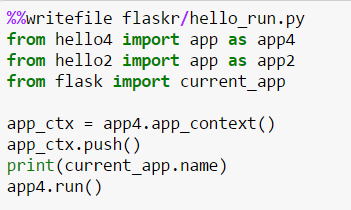 %%writefile flaskr/hello_run.py
from hello4 import app as app4
from hello2 import app as app2
from flask import current_app
app_ctx = app4.app_context()
app_ctx.push()
print(current_app.name)
app4.run()